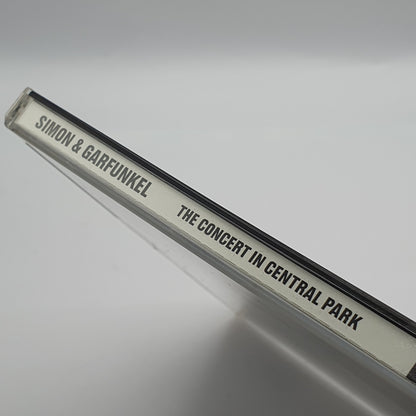 SIMON & GARFUNKEL THE CONCERT IN CENTRAL PARK